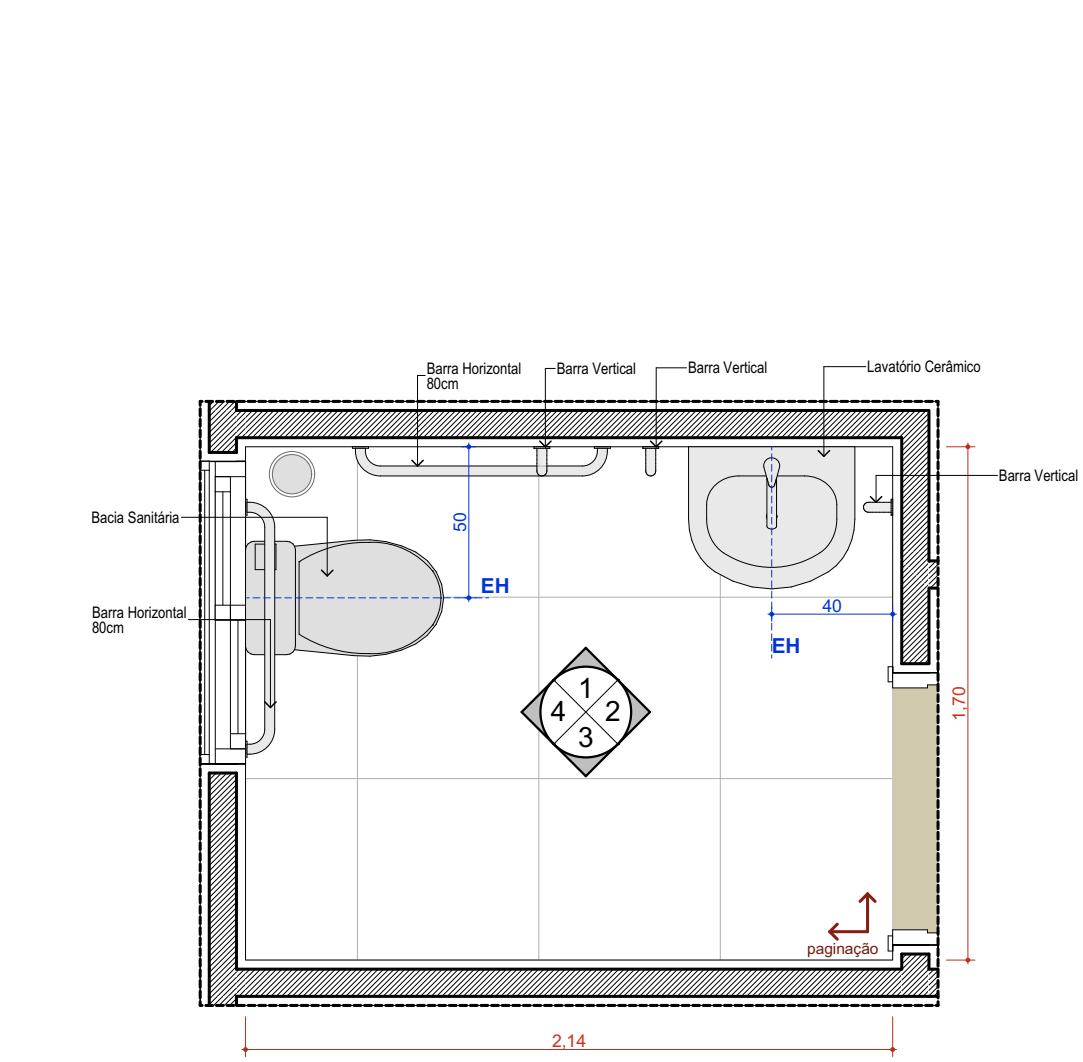 Barra Horizontal
80cm
Barra Vertical
Barra Vertical
Lavatório Cerâmico
Barra Vertical
Bacia Sanitária
50
EH
Barra Horizontal
80cm
40
EH
1
4 2
3
1,70
paginação
2,14